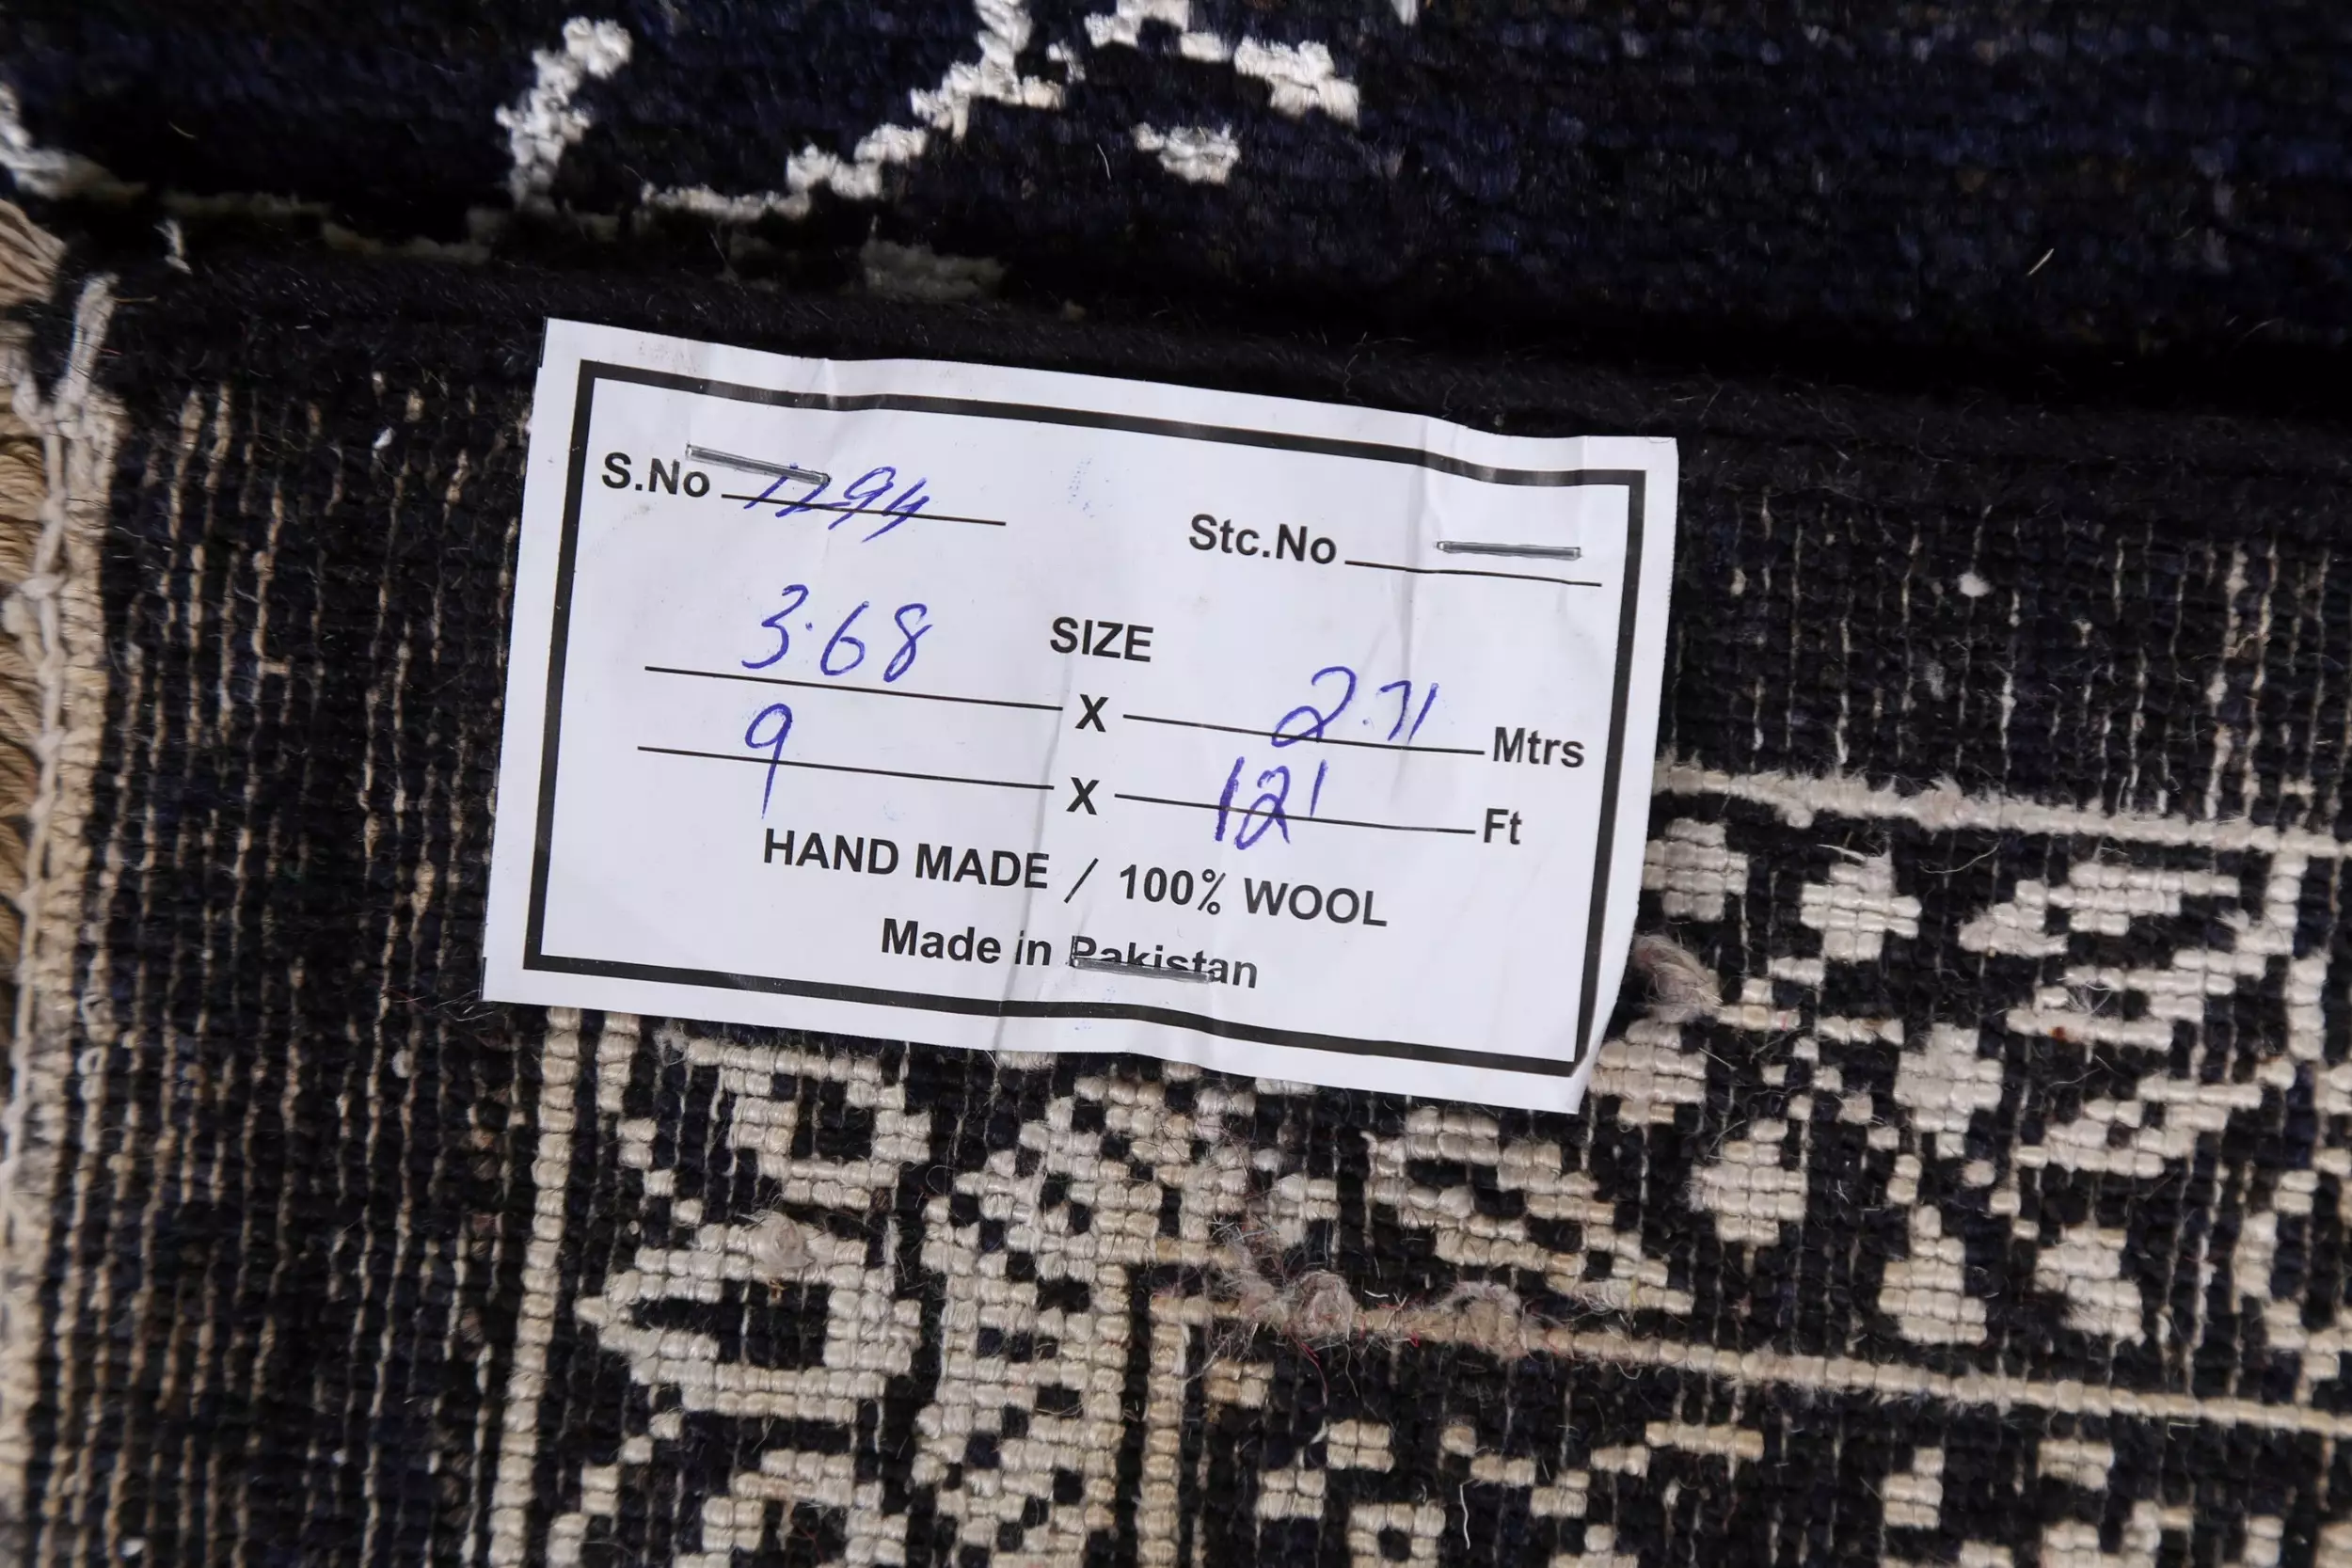 S.No 1294
Stc.No
SIZE
3.68 X 2.71 Mtrs
9 X 12' Ft
HAND MADE / 100% WOOL
Made in Pakistan